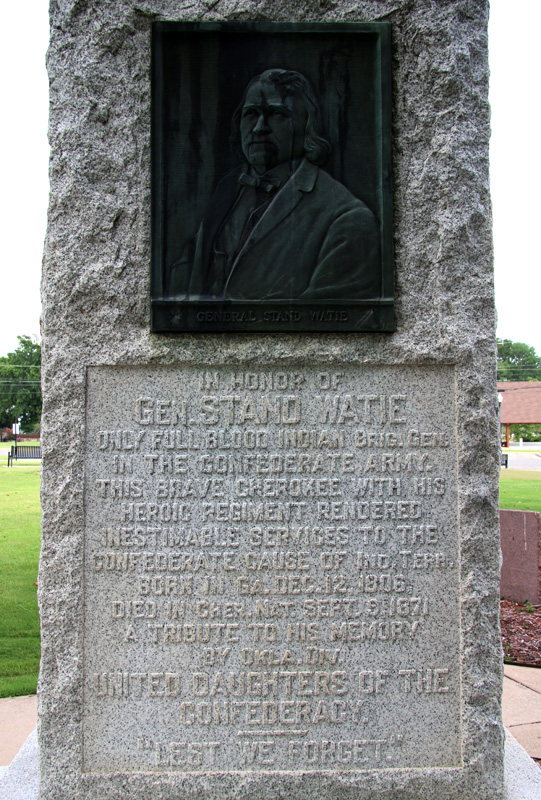 GENERAL STAND WATIE
IN HONOR OF
GEN. STAND WATIE
ONLY FULL BLOOD INDIAN BRIG. GEN.
IN THE CONFEDERATE ARMY.
THIS BRAVE CHEROKEE WITH HIS
HEROIC REGIMENT RENDERED
INESTIMABLE SERVICES TO THE
CONFEDERATE CAUSE OF IND. TERR.
BORN IN GA. DEC. 12, 1806
DIED IN CHER. NAT. SEPT. 9, 1871
A TRIBUTE TO HIS MEMORY
BY OKLA. DIV.
UNITED DAUGHTERS OF THE
CONFEDERACY.
"LEST WE FORGET."